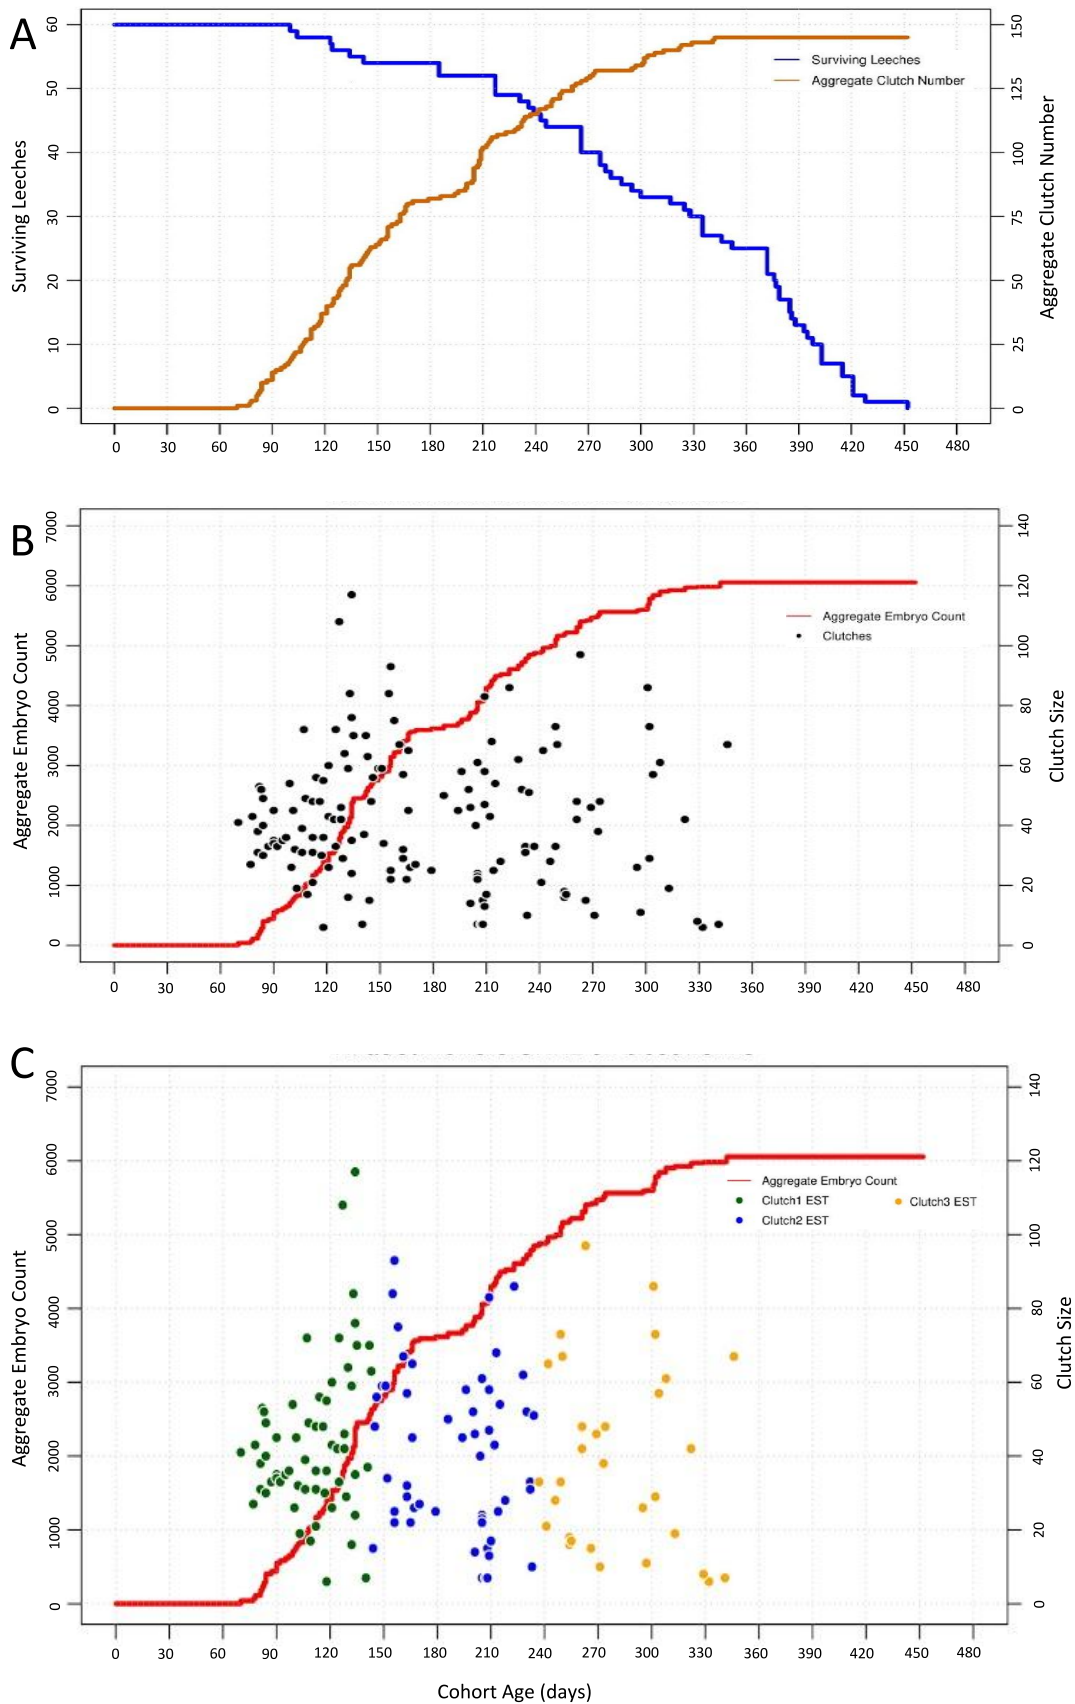 A
60
50
40
30
20
10
0
Surviving Leeches
150
125
100
75
50
25
0
Aggregate Clutch Number
Surviving Leeches
Aggregate Clutch Number
0 30 60 90 120 150 180 210 240 270 300 330 360 390 420 450 480
B
7000
6000
5000
4000
3000
2000
1000
0
Aggregate Embryo Count
140
120
100
80
60
40
20
0
Clutch Size
Aggregate Embryo Count
Clutches
0 30 60 90 120 150 180 210 240 270 300 330 360 390 420 450 480
C
7000
6000
5000
4000
3000
2000
1000
0
Aggregate Embryo Count
140
120
100
80
60
40
20
0
Clutch Size
Aggregate Embryo Count
Clutch1 EST Clutch3 EST
Clutch2 EST
0 30 60 90 120 150 180 210 240 270 300 330 360 390 420 450 480
Cohort Age (days)